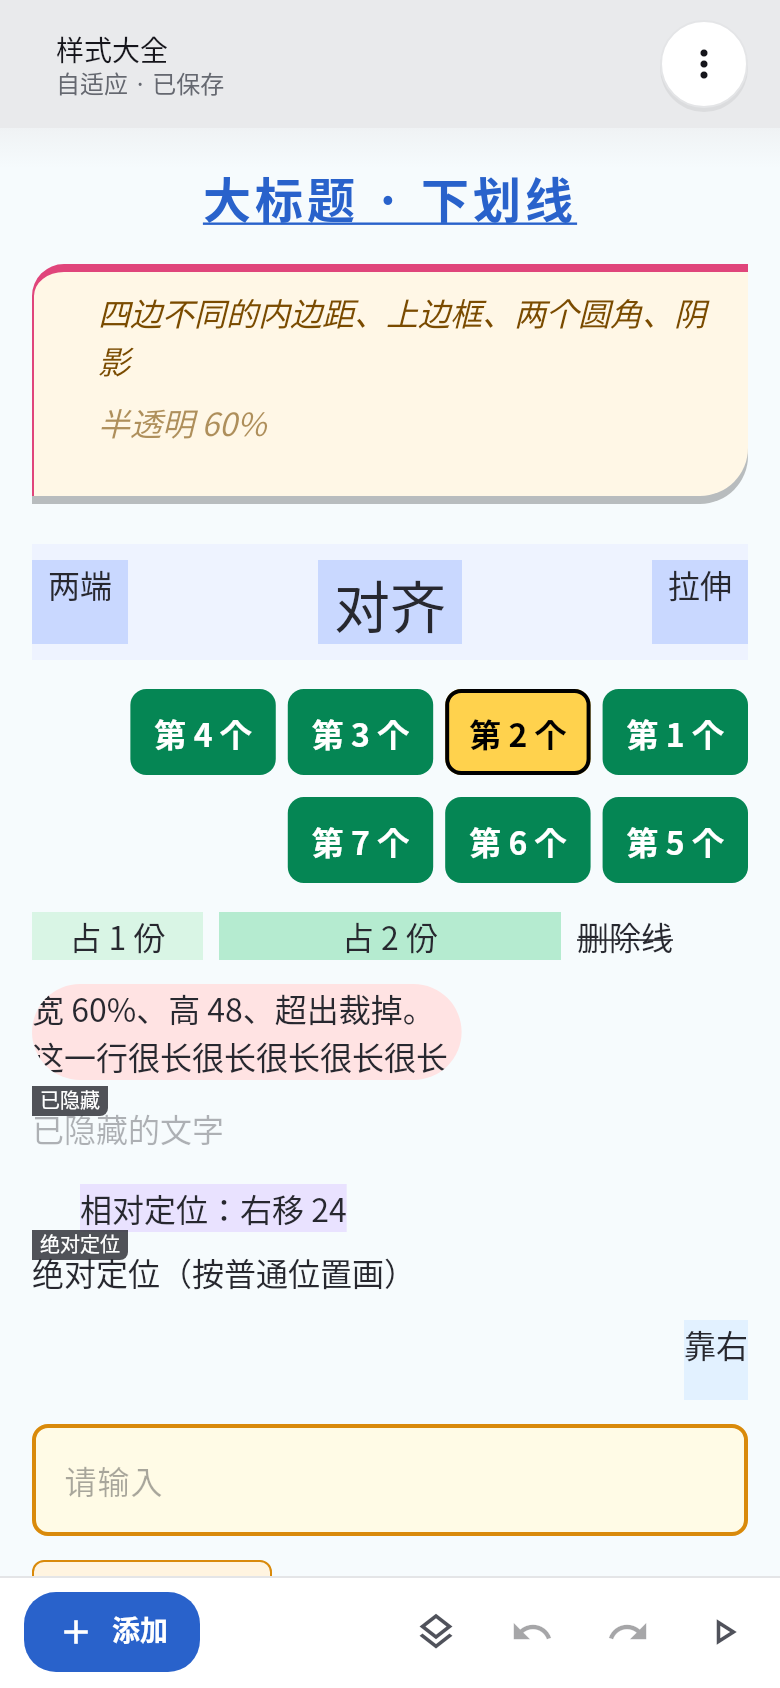 样式大全
自适应 · 已保存
大标题 · 下划线
四边不同的内边距、上边框、两个圆角、阴
影
半透明 60%
两端 对齐 拉伸
第 4 个 第 3 个 第 2 个 第 1 个
第 7 个 第 6 个 第 5 个
占 1 份 占 2 份 删除线
宽 60%、高 48、超出裁掉。
这一行很长很长很长很长很长
已隐藏
已隐藏的文字
相对定位：右移 24
绝对定位
绝对定位（按普通位置画）
靠右
请输入
添加